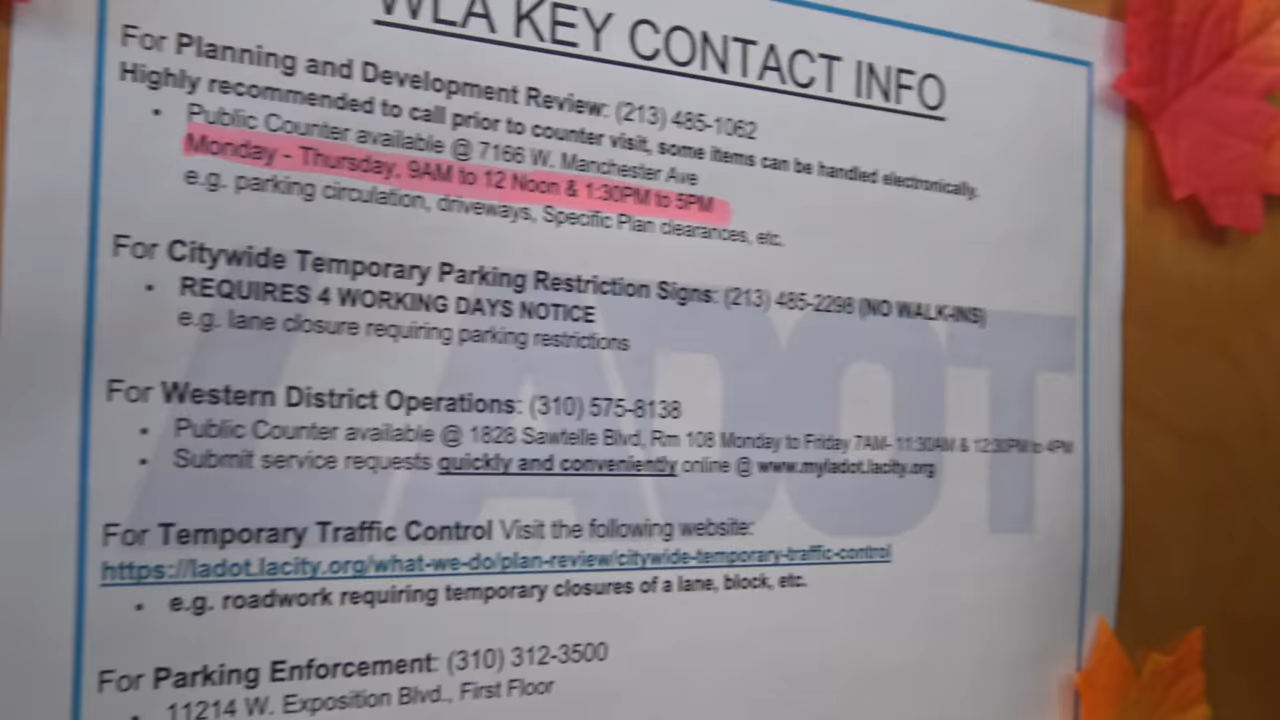 WLA KEY CONTACT INFO
For Planning and Development Review: (213) 485-1062
Highly recommended to call prior to counter visit, some items can be handled electronically.
• Public Counter available @ 7166 W. Manchester Ave
Monday - Thursday, 9AM to 12 Noon & 1:30PM to 5PM
e.g. parking circulation, driveways, Specific Plan clearances, etc.
For Citywide Temporary Parking Restriction Signs: (213) 485-2298 (NO WALK-INS)
• REQUIRES 4 WORKING DAYS NOTICE
e.g. lane closure requiring parking restrictions
For Western District Operations: (310) 575-8138
• Public Counter available @ 1828 Sawtelle Blvd, Rm 108 Monday to Friday 7AM- 11:30AM & 12:30PM to 4PM
• Submit service requests quickly and conveniently online @ www.myladot.lacity.org
For Temporary Traffic Control Visit the following website:
https://ladot.lacity.org/what-we-do/plan-review/citywide-temporary-traffic-control
• e.g. roadwork requiring temporary closures of a lane, block, etc.
For Parking Enforcement: (310) 312-3500
• 11214 W. Exposition Blvd., First Floor
LADOT